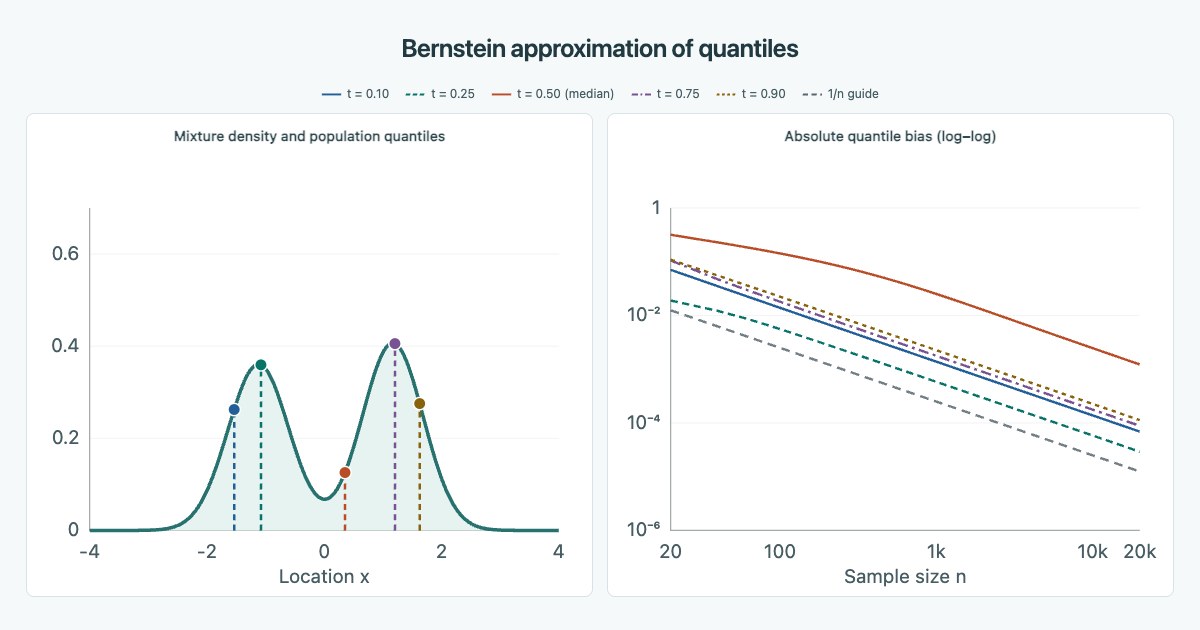 Bernstein approximation of quantiles
t = 0.10 t = 0.25 t = 0.50 (median) t = 0.75 t = 0.90 1/n guide
Mixture density and population quantiles
0.6
0.4
0.2
0
-4 -2 0 2 4
Location x
Absolute quantile bias (log–log)
1
10⁻²
10⁻⁴
10⁻⁶
20 100 1k 10k 20k
Sample size n